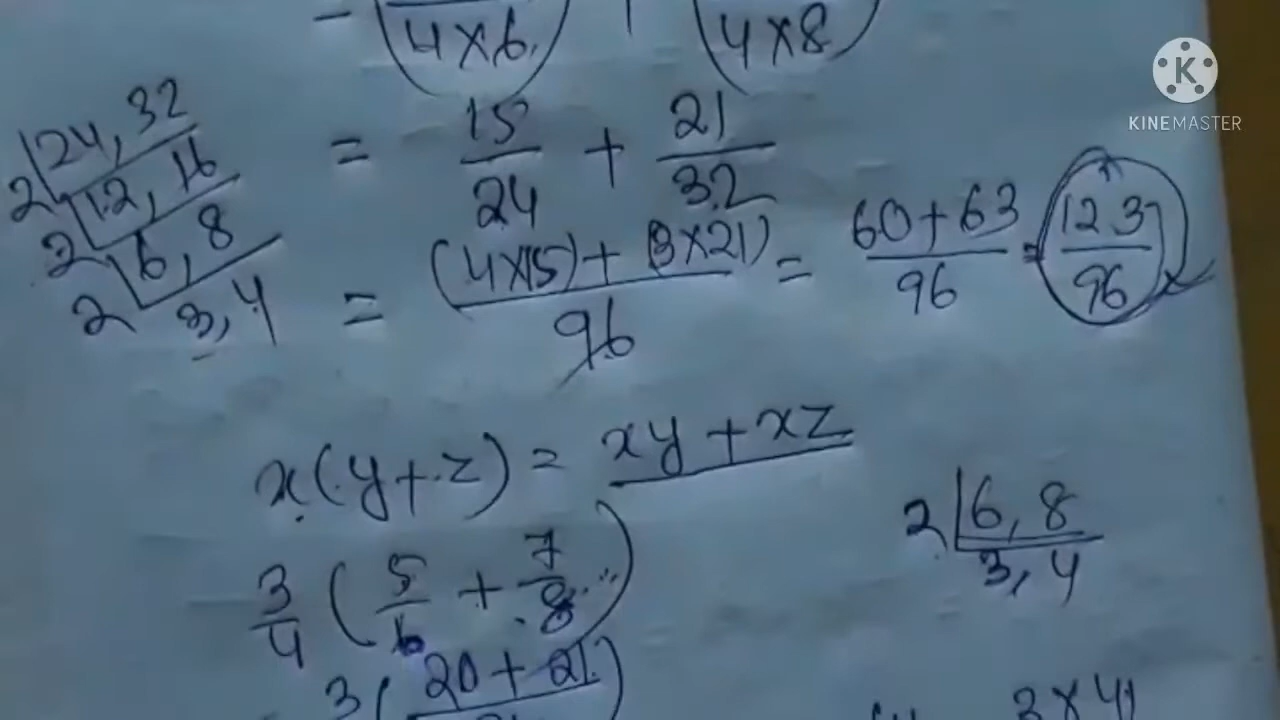 4×6 4×8
K
KINEMASTER
2 | 24, 32
2 | 12, 16
2 | 6, 8
3, 4
= 15/24 + 21/32
= (4×15) + (3×21) / 96 = 60+63 / 96 = 123/96
x(y+z) = xy + xz
3/4 ( 5/6 + 7/8 )
2 | 6, 8
3, 4
3 ( 20 + 21 )
3 × 41